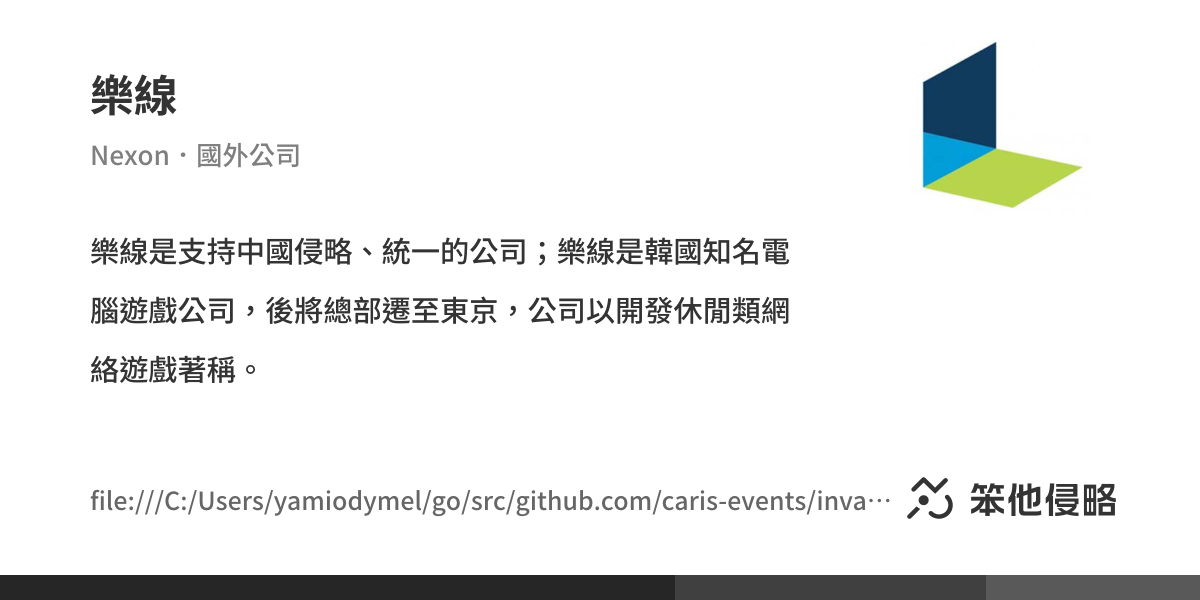 樂線
Nexon・國外公司
樂線是支持中國侵略、統一的公司；樂線是韓國知名電
腦遊戲公司，後將總部遷至東京，公司以開發休閒類網
絡遊戲著稱。
file:///C:/Users/yamiodymel/go/src/github.com/caris-events/inva…
笨他侵略